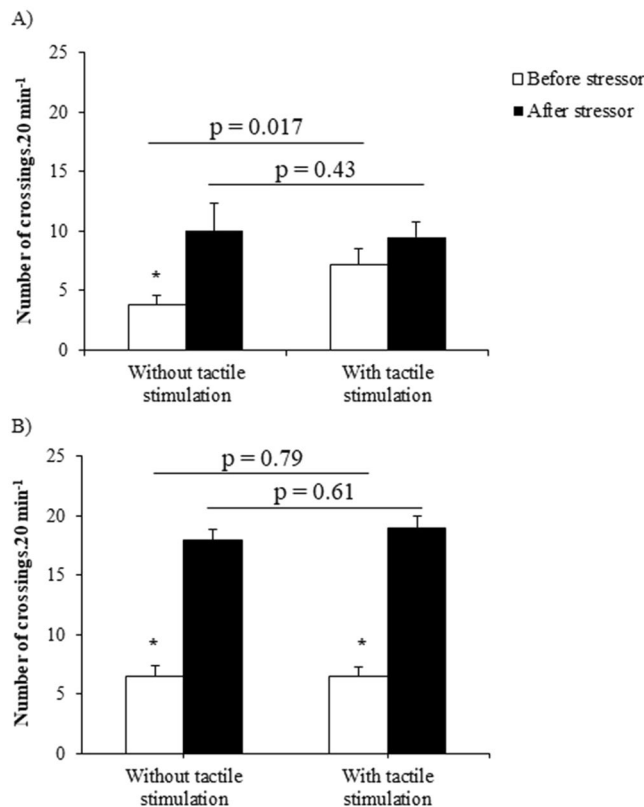 A)
Number of crossings.20 min⁻¹
25
20
15
10
5
0
Before stressor
After stressor
p = 0.017
p = 0.43
*
Without tactile
stimulation
With tactile
stimulation
B)
Number of crossings.20 min⁻¹
25
20
15
10
5
0
p = 0.79
p = 0.61
*
*
Without tactile
stimulation
With tactile
stimulation